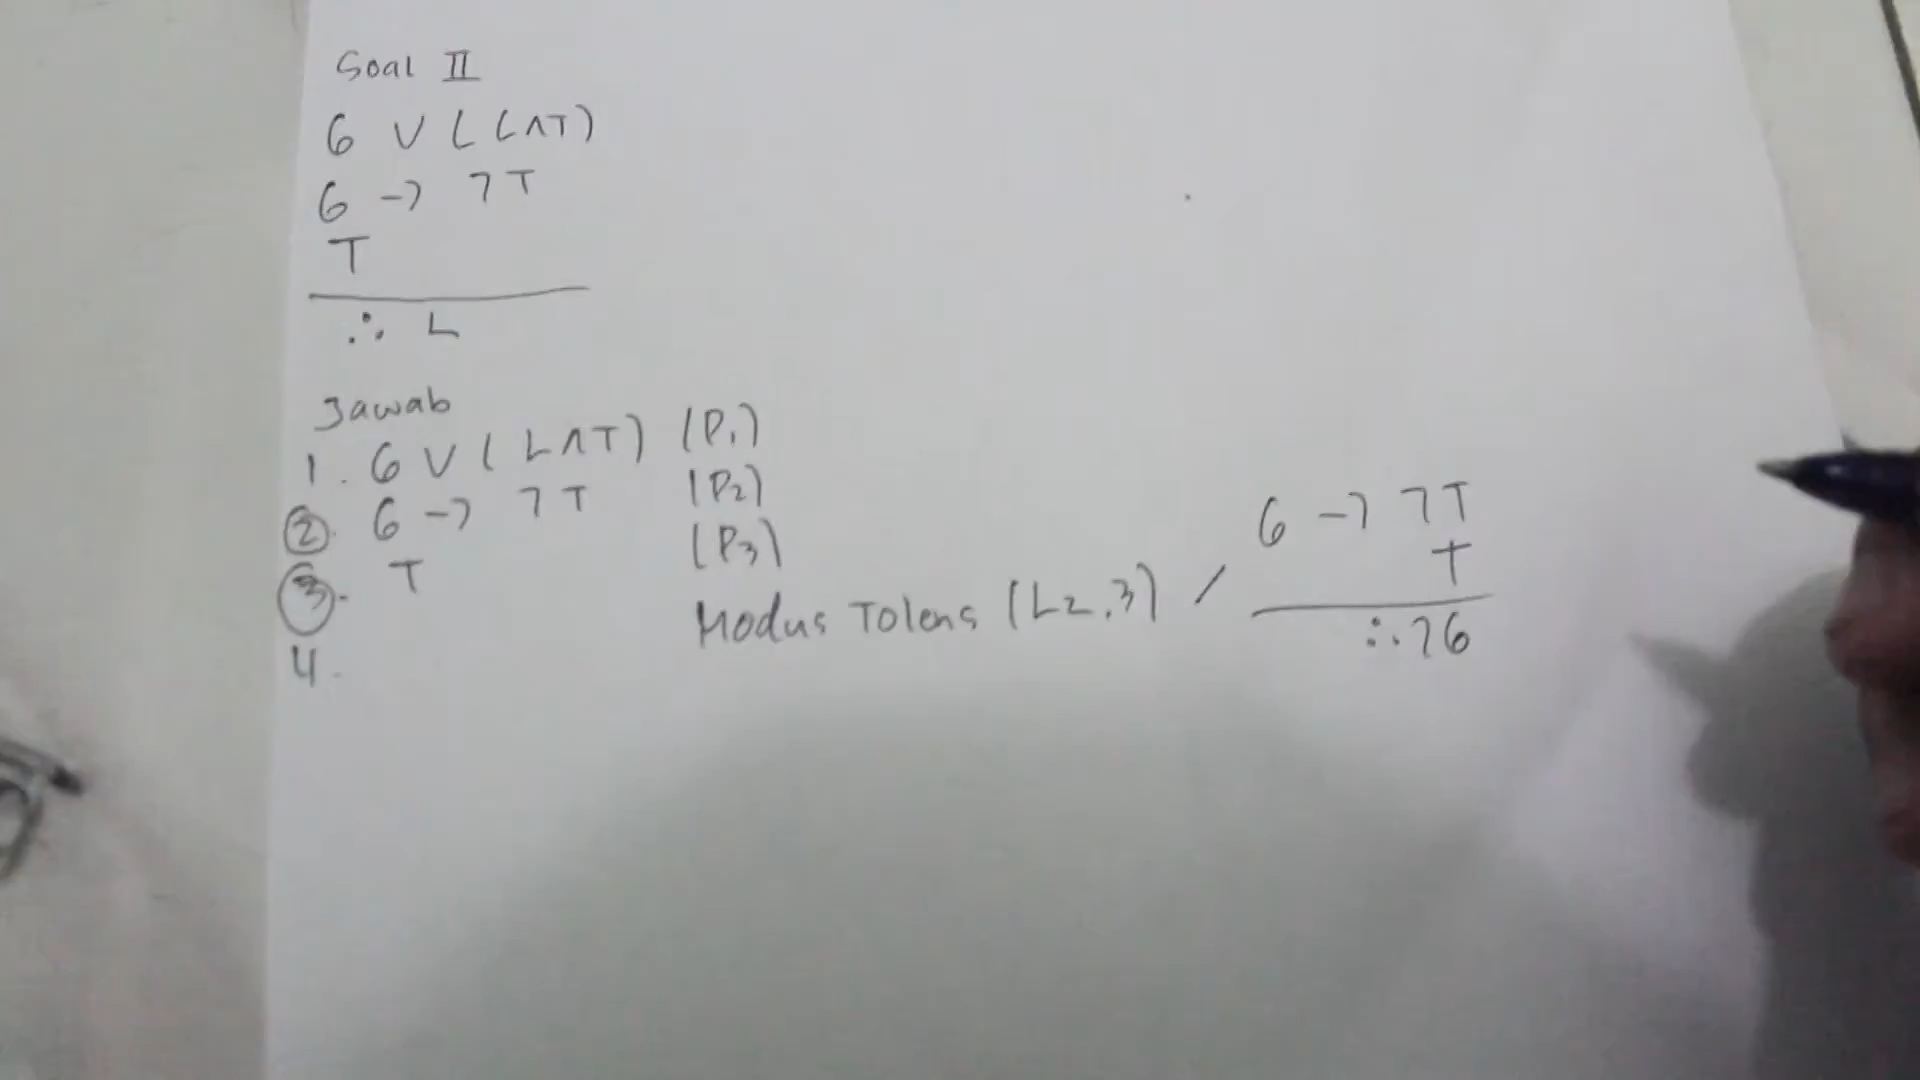 Soal II
G V (L ∧ T)
G → ¬T
T
∴ L
Jawab
1. G V ( L ∧ T ) (P1)
2. G → ¬T (P2)
3. T (P3)
4. Modus Tolens (L2,3) /
G → ¬T
T
∴ ¬G